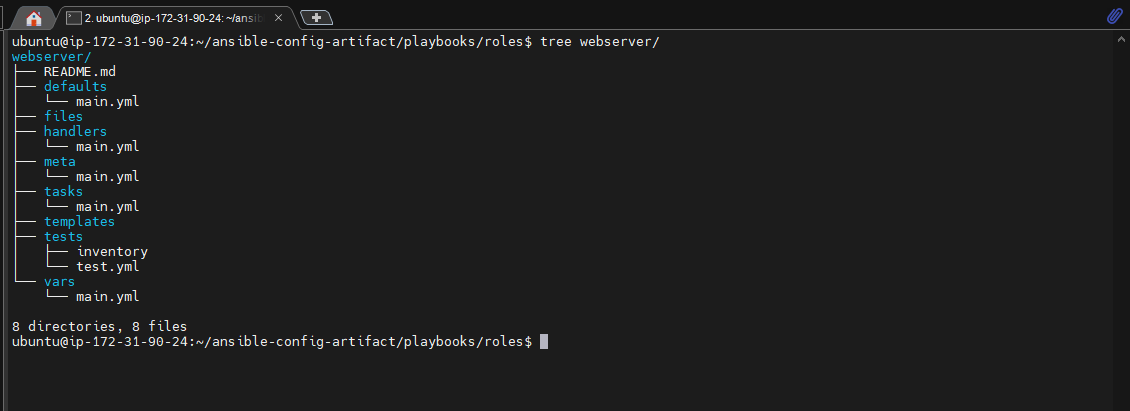 2. ubuntu@ip-172-31-90-24: ~/ansi
ubuntu@ip-172-31-90-24:~/ansible-config-artifact/playbooks/roles$ tree webserver/
webserver/
├── README.md
├── defaults
│   └── main.yml
├── files
├── handlers
│   └── main.yml
├── meta
│   └── main.yml
├── tasks
│   └── main.yml
├── templates
├── tests
│   ├── inventory
│   └── test.yml
└── vars
    └── main.yml
8 directories, 8 files
ubuntu@ip-172-31-90-24:~/ansible-config-artifact/playbooks/roles$